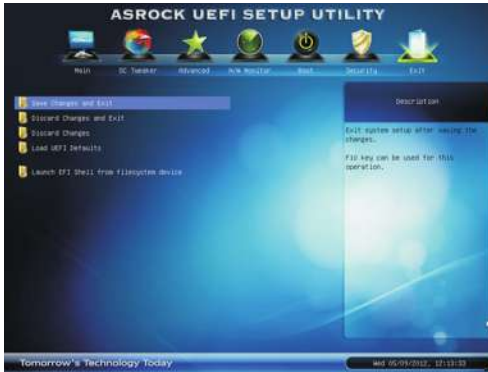 ASROCK UEFI SETUP UTILITY
Main OC Tweaker Advanced H/W Monitor Boot Security Exit
Save Changes and Exit
Discard Changes and Exit
Discard Changes
Load UEFI Defaults
Launch EFI Shell from filesystem device
Description
Exit system setup after saving the
changes.
F10 key can be used for this
operation.
Tomorrow's Technology Today
Wed 05/09/2012, 12:13:33